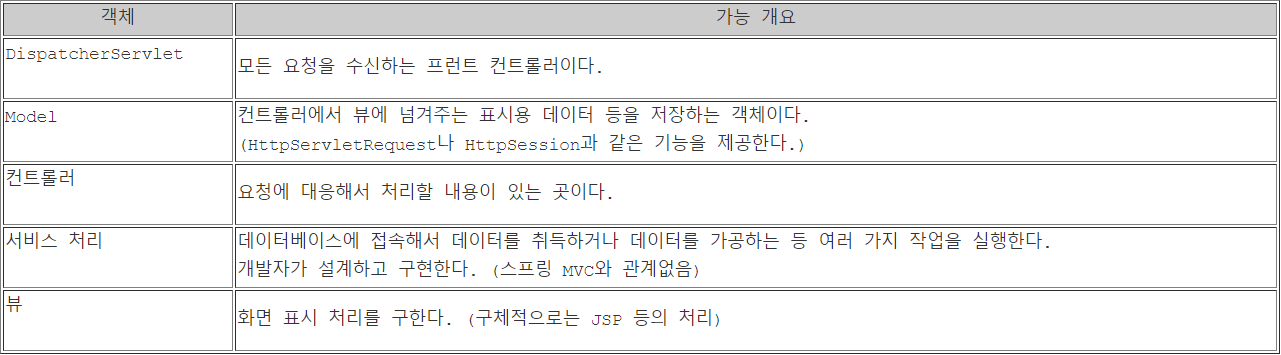 객체
가능 개요
DispatcherServlet
모든 요청을 수신하는 프런트 컨트롤러이다.
Model
컨트롤러에서 뷰에 넘겨주는 표시용 데이터 등을 저장하는 객체이다.
(HttpServletRequest나 HttpSession과 같은 기능을 제공한다.)
컨트롤러
요청에 대응해서 처리할 내용이 있는 곳이다.
서비스 처리
데이터베이스에 접속해서 데이터를 취득하거나 데이터를 가공하는 등 여러 가지 작업을 실행한다.
개발자가 설계하고 구현한다. (스프링 MVC와 관계없음)
뷰
화면 표시 처리를 구한다. (구체적으로는 JSP 등의 처리)